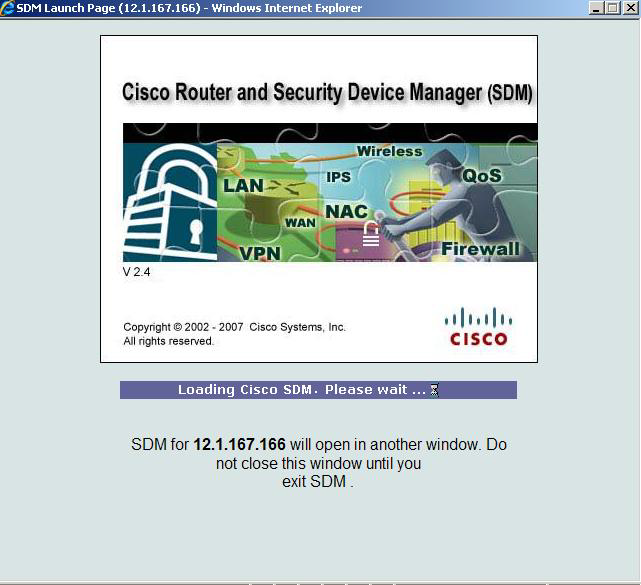 SDM Launch Page (12.1.167.166) - Windows Internet Explorer
Cisco Router and Security Device Manager (SDM)
Wireless
LAN
IPS
QoS
WAN
NAC
VPN
Firewall
V 2.4
Copyright © 2002 - 2007 Cisco Systems, Inc.
All rights reserved.
CISCO
Loading Cisco SDM. Please wait ...
SDM for 12.1.167.166 will open in another window. Do
not close this window until you
exit SDM .